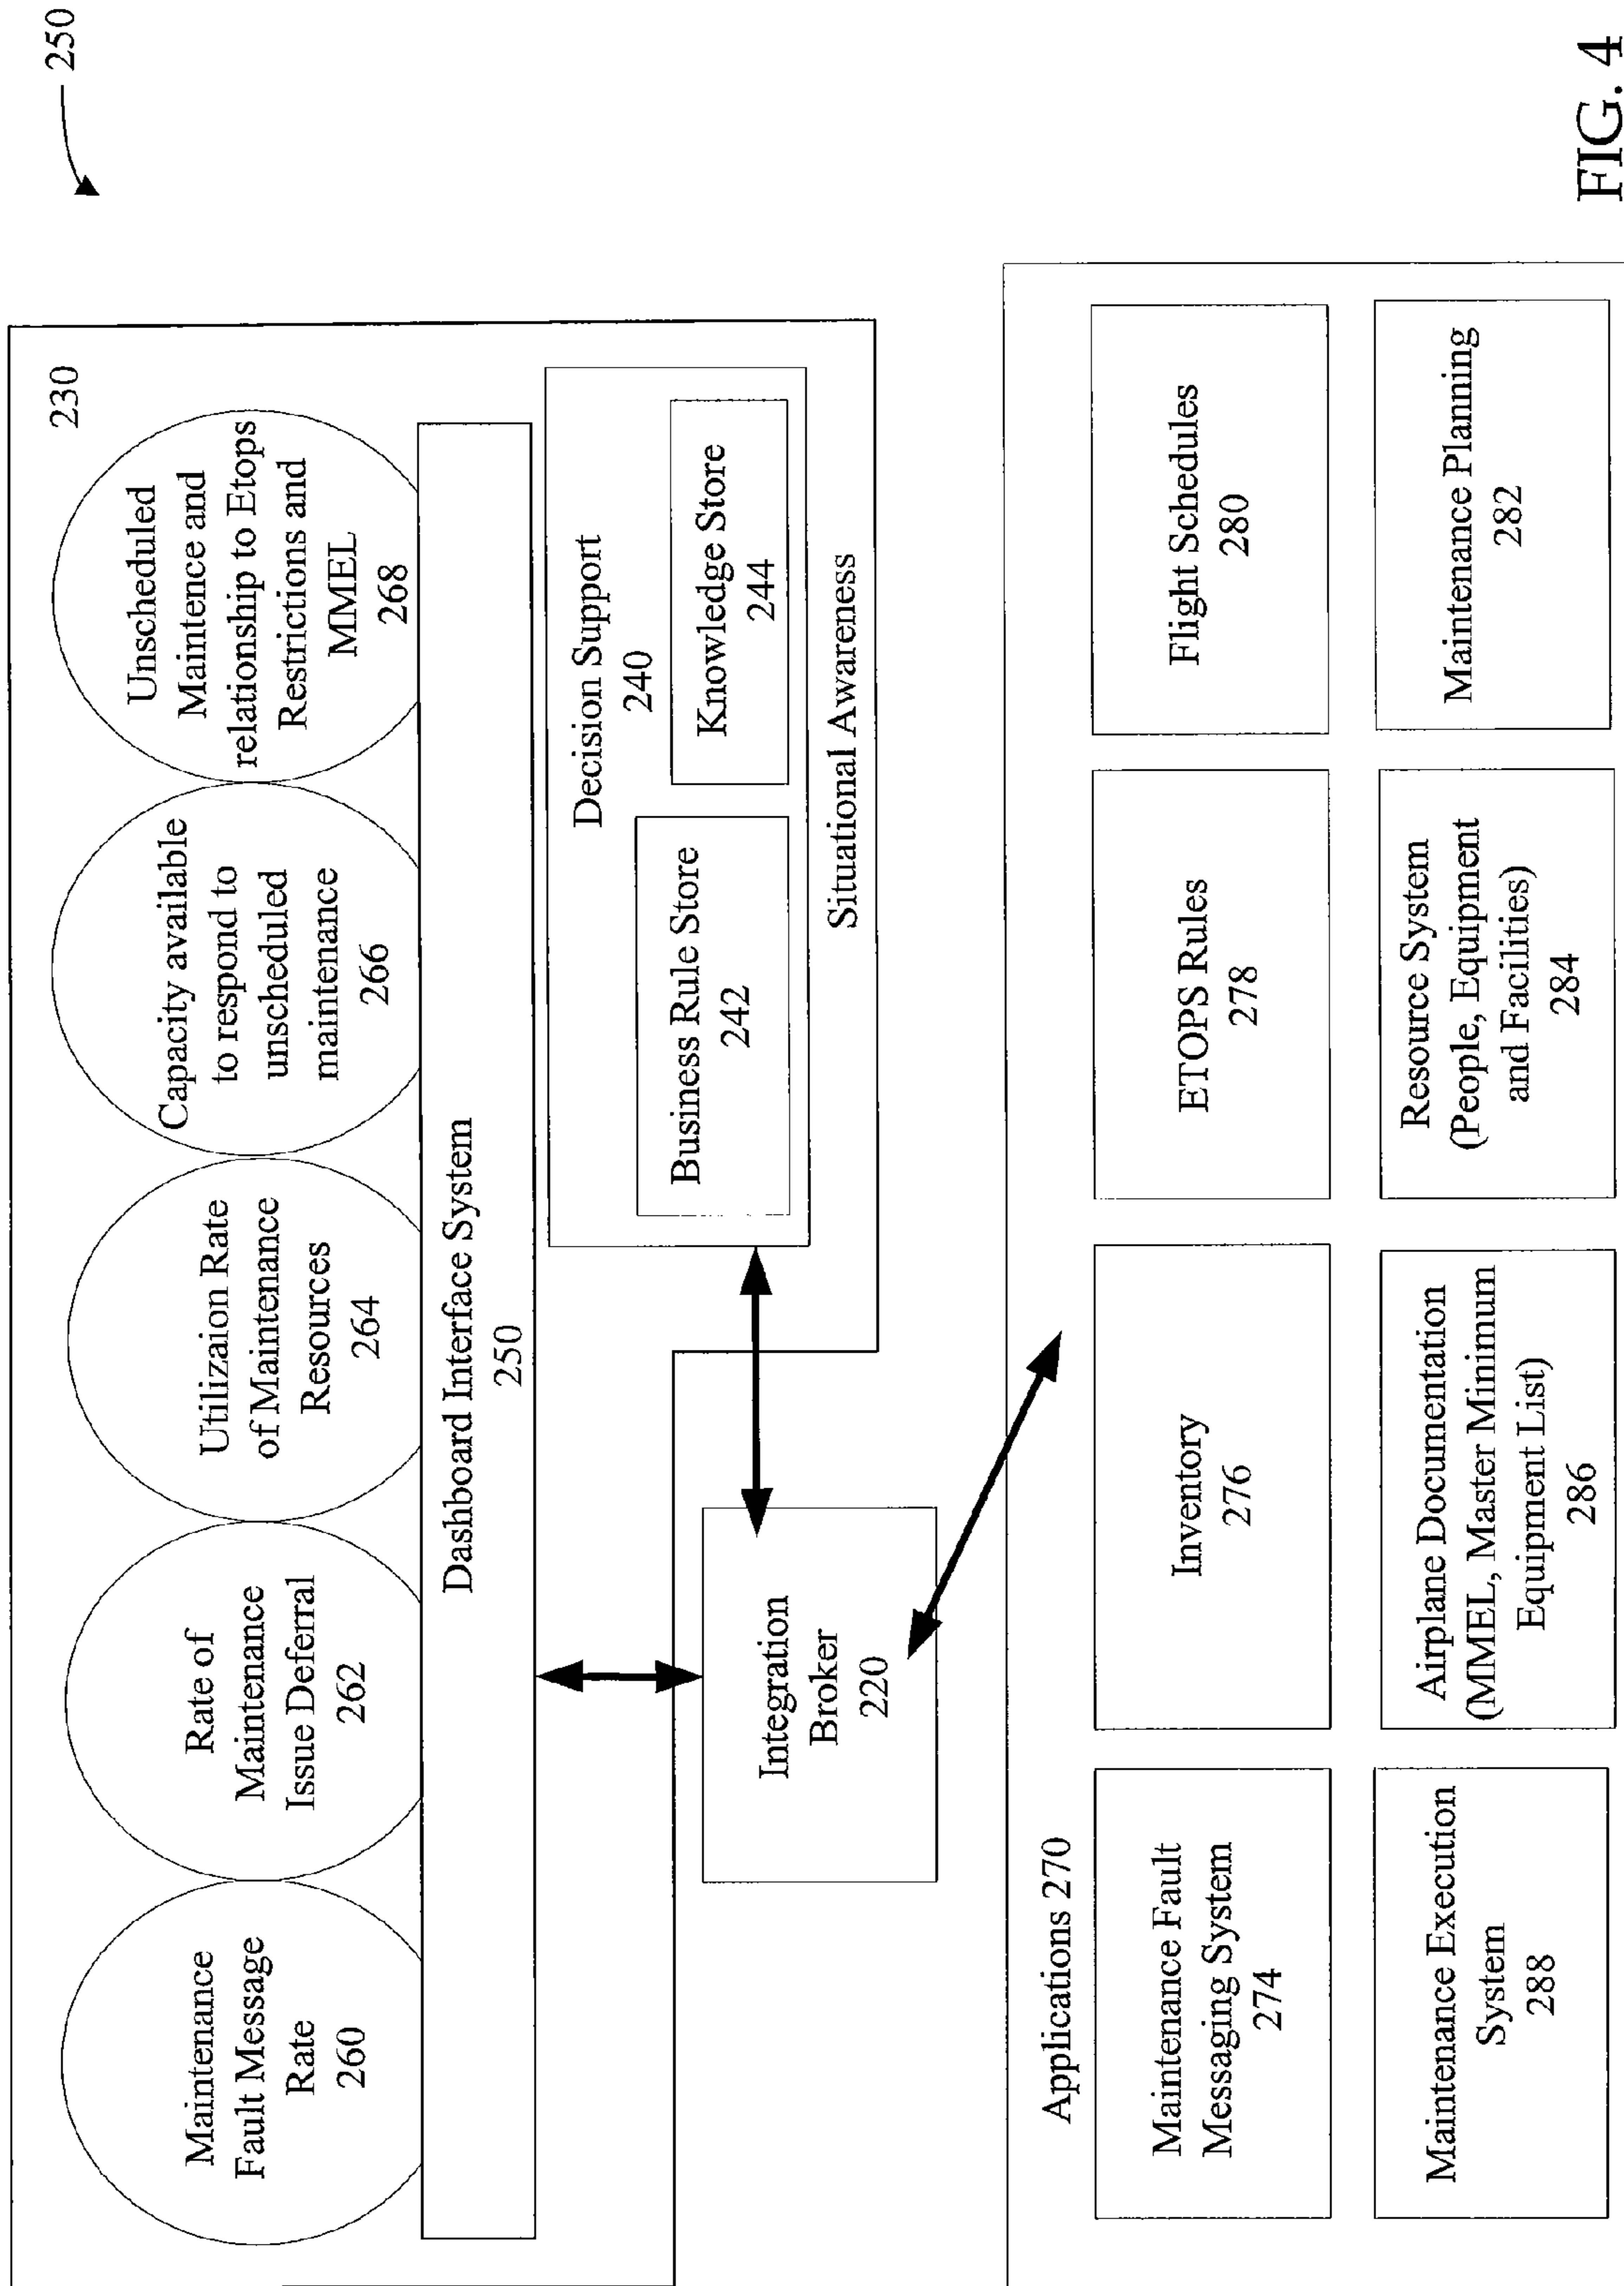 250
230
Maintenance
Fault Message
Rate
260
Rate of
Maintenance
Issue Deferral
262
Utilizaion Rate
of Maintenance
Resources
264
Capacity available
to respond to
unscheduled
maintenance
266
Unscheduled
Maintence and
relationship to Etops
Restrictions and
MMEL
268
Dashboard Interface System
250
Decision Support
240
Business Rule Store
242
Knowledge Store
244
Situational Awareness
Integration
Broker
220
Applications 270
Maintenance Fault
Messaging System
274
Inventory
276
ETOPS Rules
278
Flight Schedules
280
Maintenance Execution
System
288
Airplane Documentation
(MMEL, Master Minimum
Equipment List)
286
Resource System
(People, Equipment
and Facilities)
284
Maintenance Planning
282
FIG. 4